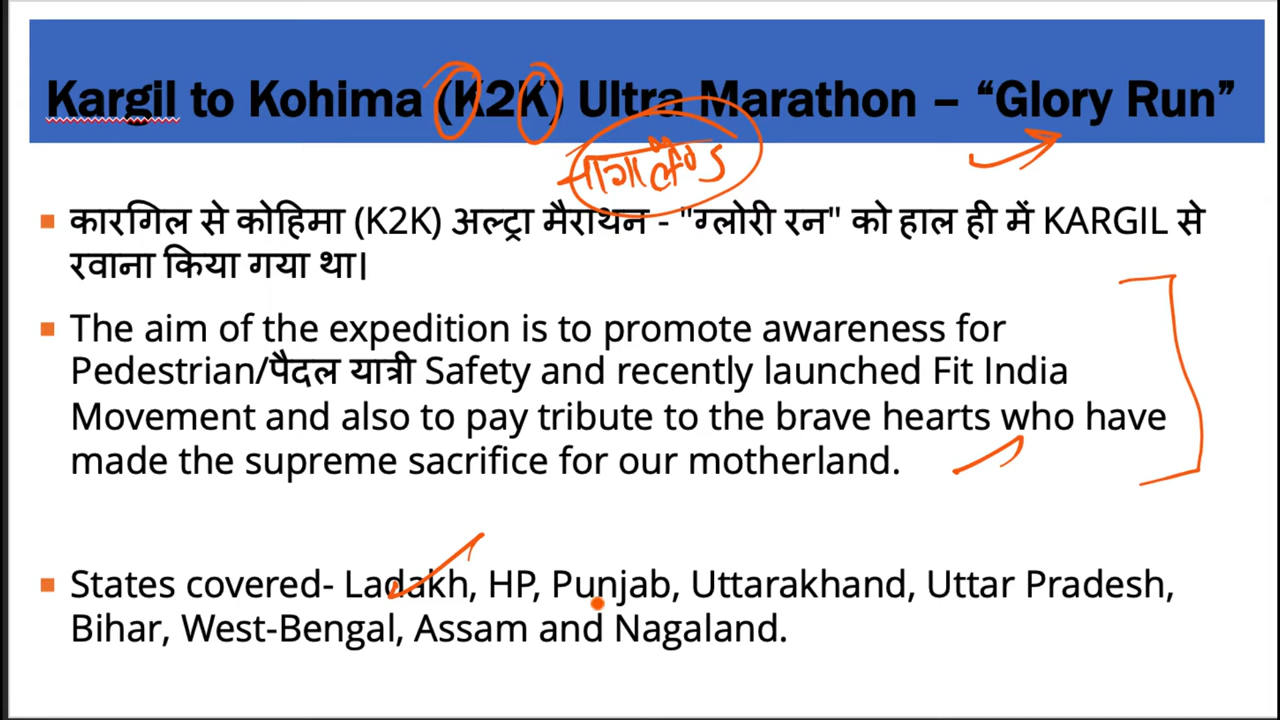 Kargil to Kohima (K2K) Ultra Marathon – “Glory Run”
नागालैंड
कारगिल से कोहिमा (K2K) अल्ट्रा मैराथन - "ग्लोरी रन" को हाल ही में KARGIL से
रवाना किया गया था।
The aim of the expedition is to promote awareness for
Pedestrian/पैदल यात्री Safety and recently launched Fit India
Movement and also to pay tribute to the brave hearts who have
made the supreme sacrifice for our motherland.
States covered- Ladakh, HP, Punjab, Uttarakhand, Uttar Pradesh,
Bihar, West-Bengal, Assam and Nagaland.